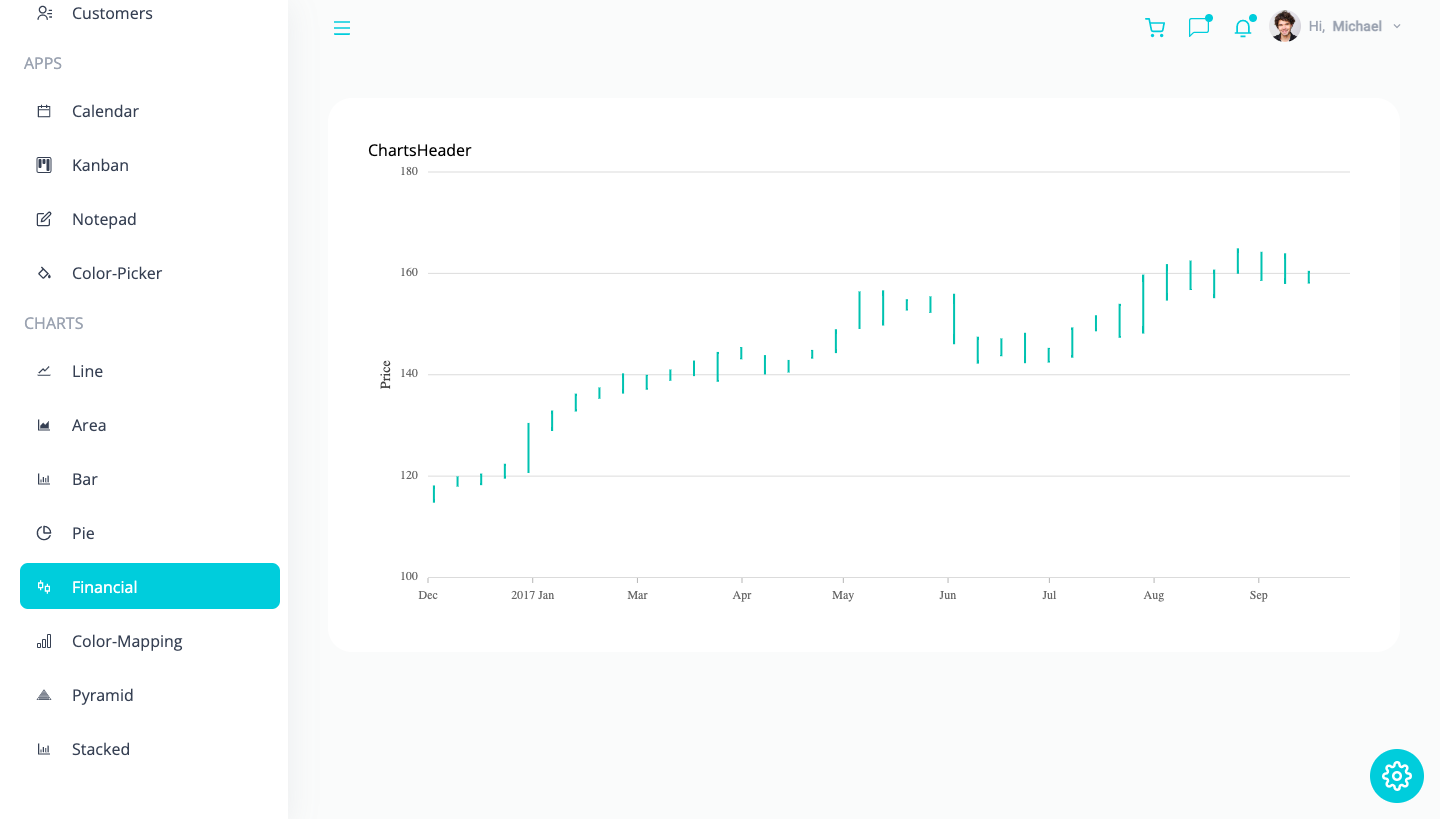 Customers
APPS
Calendar
Kanban
Notepad
Color-Picker
CHARTS
Line
Area
Bar
Pie
Financial
Color-Mapping
Pyramid
Stacked
Hi, Michael
ChartsHeader
180
160
140
120
100
Price
Dec 2017 Jan Mar Apr May Jun Jul Aug Sep